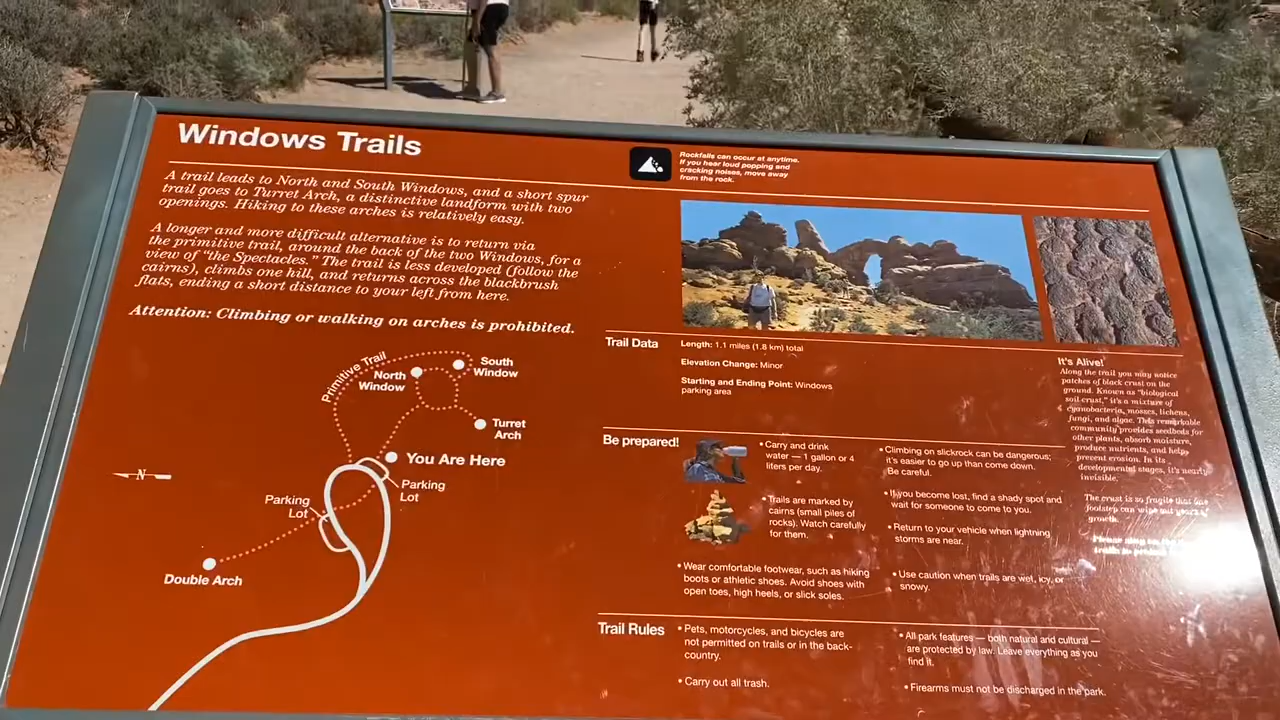 Windows Trails
Rockfalls can occur at anytime.
If you hear loud popping and
cracking noises, move away
from the rock.
A trail leads to North and South Windows, and a short spur
trail goes to Turret Arch, a distinctive landform with two
openings. Hiking to these arches is relatively easy.
A longer and more difficult alternative is to return via
the primitive trail, around the back of the two Windows, for a
view of “the Spectacles.” The trail is less developed (follow the
cairns), climbs one hill, and returns across the blackbrush
flats, ending a short distance to your left from here.
Attention: Climbing or walking on arches is prohibited.
Primitive Trail
North
Window
South
Window
Turret
Arch
You Are Here
Parking
Lot
N
Parking
Lot
Double Arch
Trail Data
Length: 1.1 miles (1.8 km) total
Elevation Change: Minor
Starting and Ending Point: Windows
parking area
It's Alive!
Along the trail you may notice
patches of black crust on the
ground. Known as “biological
soil crust,” it's a mixture of
cyanobacteria, mosses, lichens,
fungi, and algae. This remarkable
community provides seedbeds for
other plants, absorb moisture,
produce nutrients, and helps
prevent erosion. In its
developmental stages, it's nearly
invisible.
The crust is so fragile that one
footstep can wipe out years of
growth.
Be prepared!
• Carry and drink
water — 1 gallon or 4
liters per day.
• Trails are marked by
cairns (small piles of
rocks). Watch carefully
for them.
• Wear comfortable footwear, such as hiking
boots or athletic shoes. Avoid shoes with
open toes, high heels, or slick soles.
• Climbing on slickrock can be dangerous;
it's easier to go up than come down.
Be careful.
• If you become lost, find a shady spot and
wait for someone to come to you.
• Return to your vehicle when lightning
storms are near.
• Use caution when trails are wet, icy, or
snowy.
Trail Rules
• Pets, motorcycles, and bicycles are
not permitted on trails or in the back-
country.
• Carry out all trash.
• All park features — both natural and cultural —
are protected by law. Leave everything as you
find it.
• Firearms must not be discharged in the park.